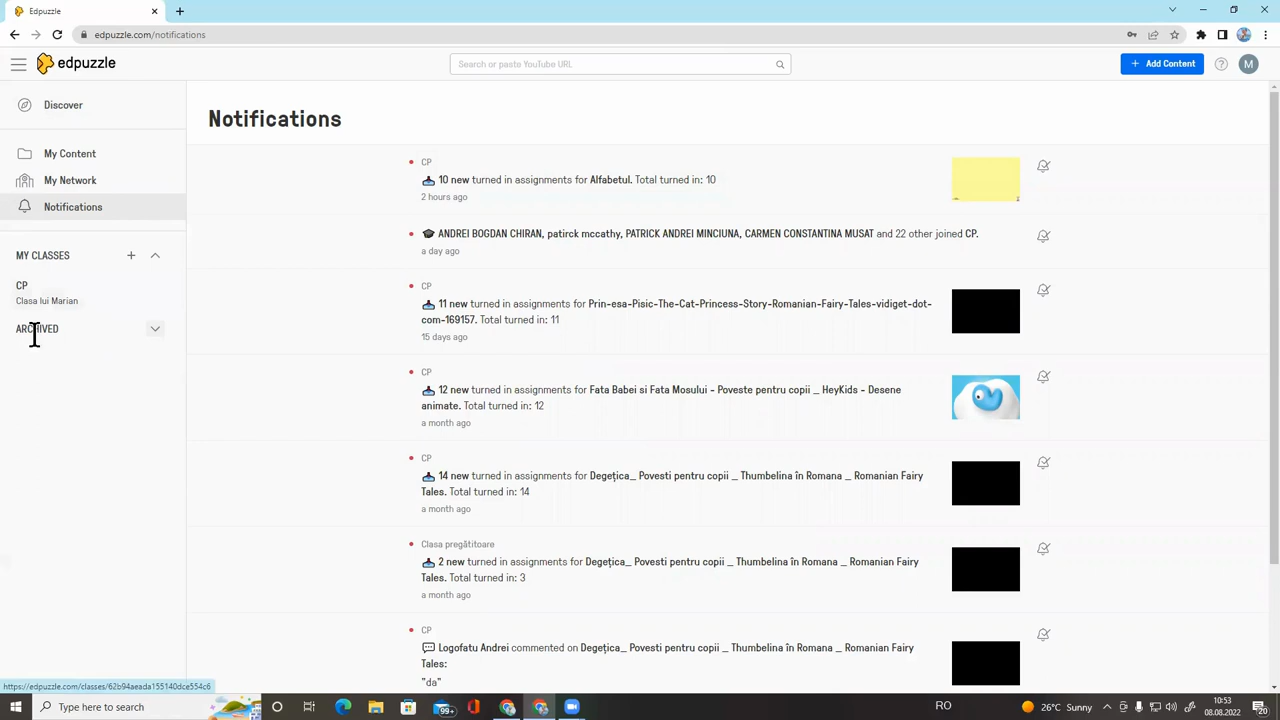 Edpuzzle
edpuzzle.com/notifications
edpuzzle
Search or paste YouTube URL
+ Add Content
?
M
Discover
My Content
My Network
Notifications
MY CLASSES
CP
Clasa lui Marian
ARCHIVED
Notifications
CP
10 new turned in assignments for Alfabetul. Total turned in: 10
2 hours ago
ANDREI BOGDAN CHIRAN, patirck mccathy, PATRICK ANDREI MINCIUNA, CARMEN CONSTANTINA MUSAT and 22 other joined CP.
a day ago
CP
11 new turned in assignments for Prin-esa-Pisic-The-Cat-Princess-Story-Romanian-Fairy-Tales-vidiget-dot-
com-169157. Total turned in: 11
15 days ago
CP
12 new turned in assignments for Fata Babei si Fata Mosului - Poveste pentru copii _ HeyKids - Desene
animate. Total turned in: 12
a month ago
CP
14 new turned in assignments for Degețica_ Povesti pentru copii _ Thumbelina în Romana _ Romanian Fairy
Tales. Total turned in: 14
a month ago
Clasa pregătitoare
2 new turned in assignments for Degețica_ Povesti pentru copii _ Thumbelina în Romana _ Romanian Fairy
Tales. Total turned in: 3
a month ago
CP
Logofatu Andrei commented on Degețica_ Povesti pentru copii _ Thumbelina în Romana _ Romanian Fairy
Tales:
"da"
https://edpuzzle.com/classes/62b94aeada155140dce554c6
Type here to search
99+
RO
26°C Sunny
10:53
08.08.2022
20